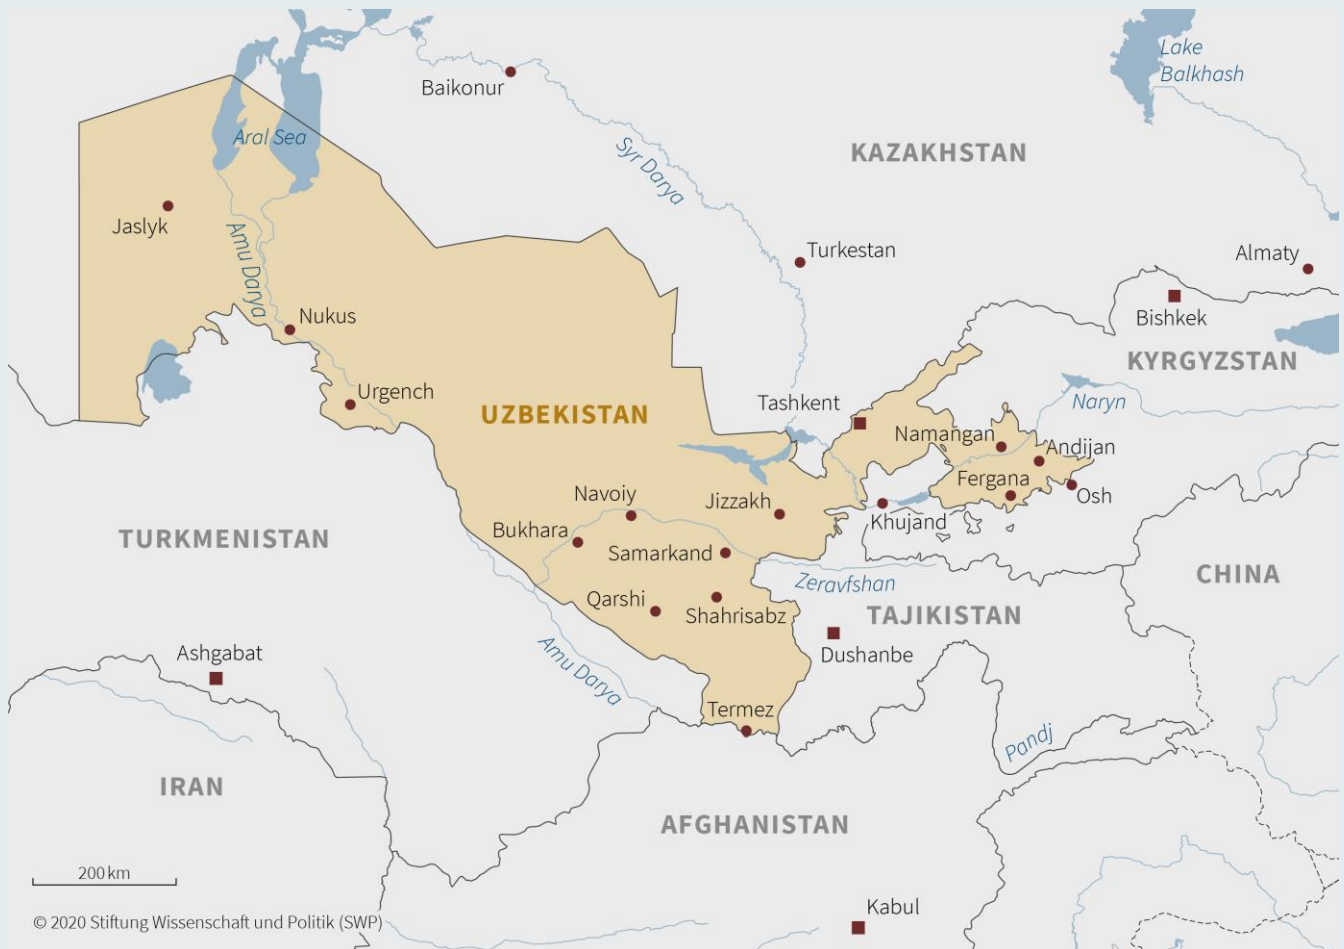 Lake
Balkhash
Baikonur
Aral Sea
Syr Darya
KAZAKHSTAN
Jaslyk
Amu Darya
Turkestan
Almaty
Nukus
Bishkek
KYRGYZSTAN
Urgench
UZBEKISTAN
Tashkent
Naryn
Namangan
Andijan
Fergana
Osh
Navoiy
Jizzakh
Khujand
Bukhara
TURKMENISTAN
Samarkand
CHINA
Zeravfshan
Qarshi
Shahrisabz
TAJIKISTAN
Ashgabat
Dushanbe
Amu Darya
Termez
Pandj
IRAN
AFGHANISTAN
200 km
Kabul
© 2020 Stiftung Wissenschaft und Politik (SWP)